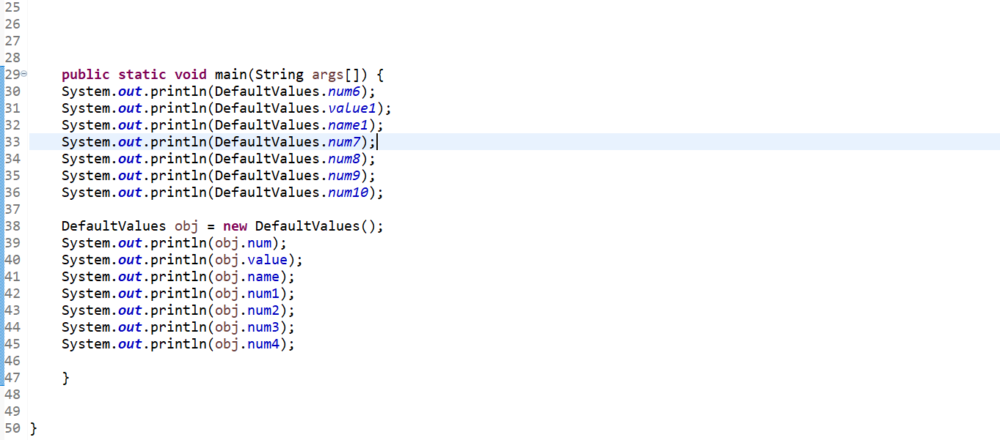 25
26
27
28
29 public static void main(String args[]) {
30 System.out.println(DefaultValues.num6);
31 System.out.println(DefaultValues.value1);
32 System.out.println(DefaultValues.name1);
33 System.out.println(DefaultValues.num7);
34 System.out.println(DefaultValues.num8);
35 System.out.println(DefaultValues.num9);
36 System.out.println(DefaultValues.num10);
37
38 DefaultValues obj = new DefaultValues();
39 System.out.println(obj.num);
40 System.out.println(obj.value);
41 System.out.println(obj.name);
42 System.out.println(obj.num1);
43 System.out.println(obj.num2);
44 System.out.println(obj.num3);
45 System.out.println(obj.num4);
46
47 }
48
49
50 }